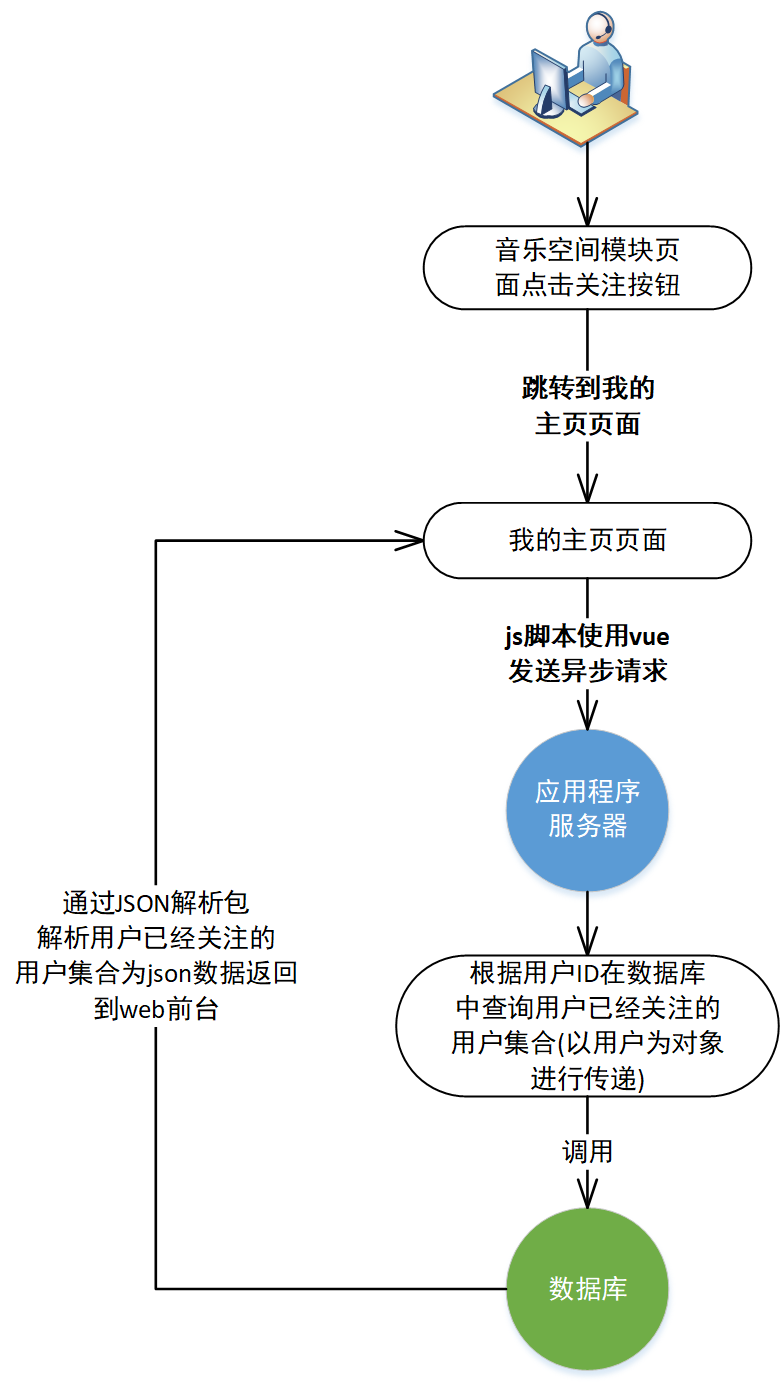 音乐空间模块页
面点击关注按钮
跳转到我的
主页页面
我的主页页面
js脚本使用vue
发送异步请求
应用程序
服务器
通过JSON解析包
解析用户已经关注的
用户集合为json数据返回
到web前台
根据用户ID在数据库
中查询用户已经关注的
用户集合(以用户为对象
进行传递)
调用
数据库